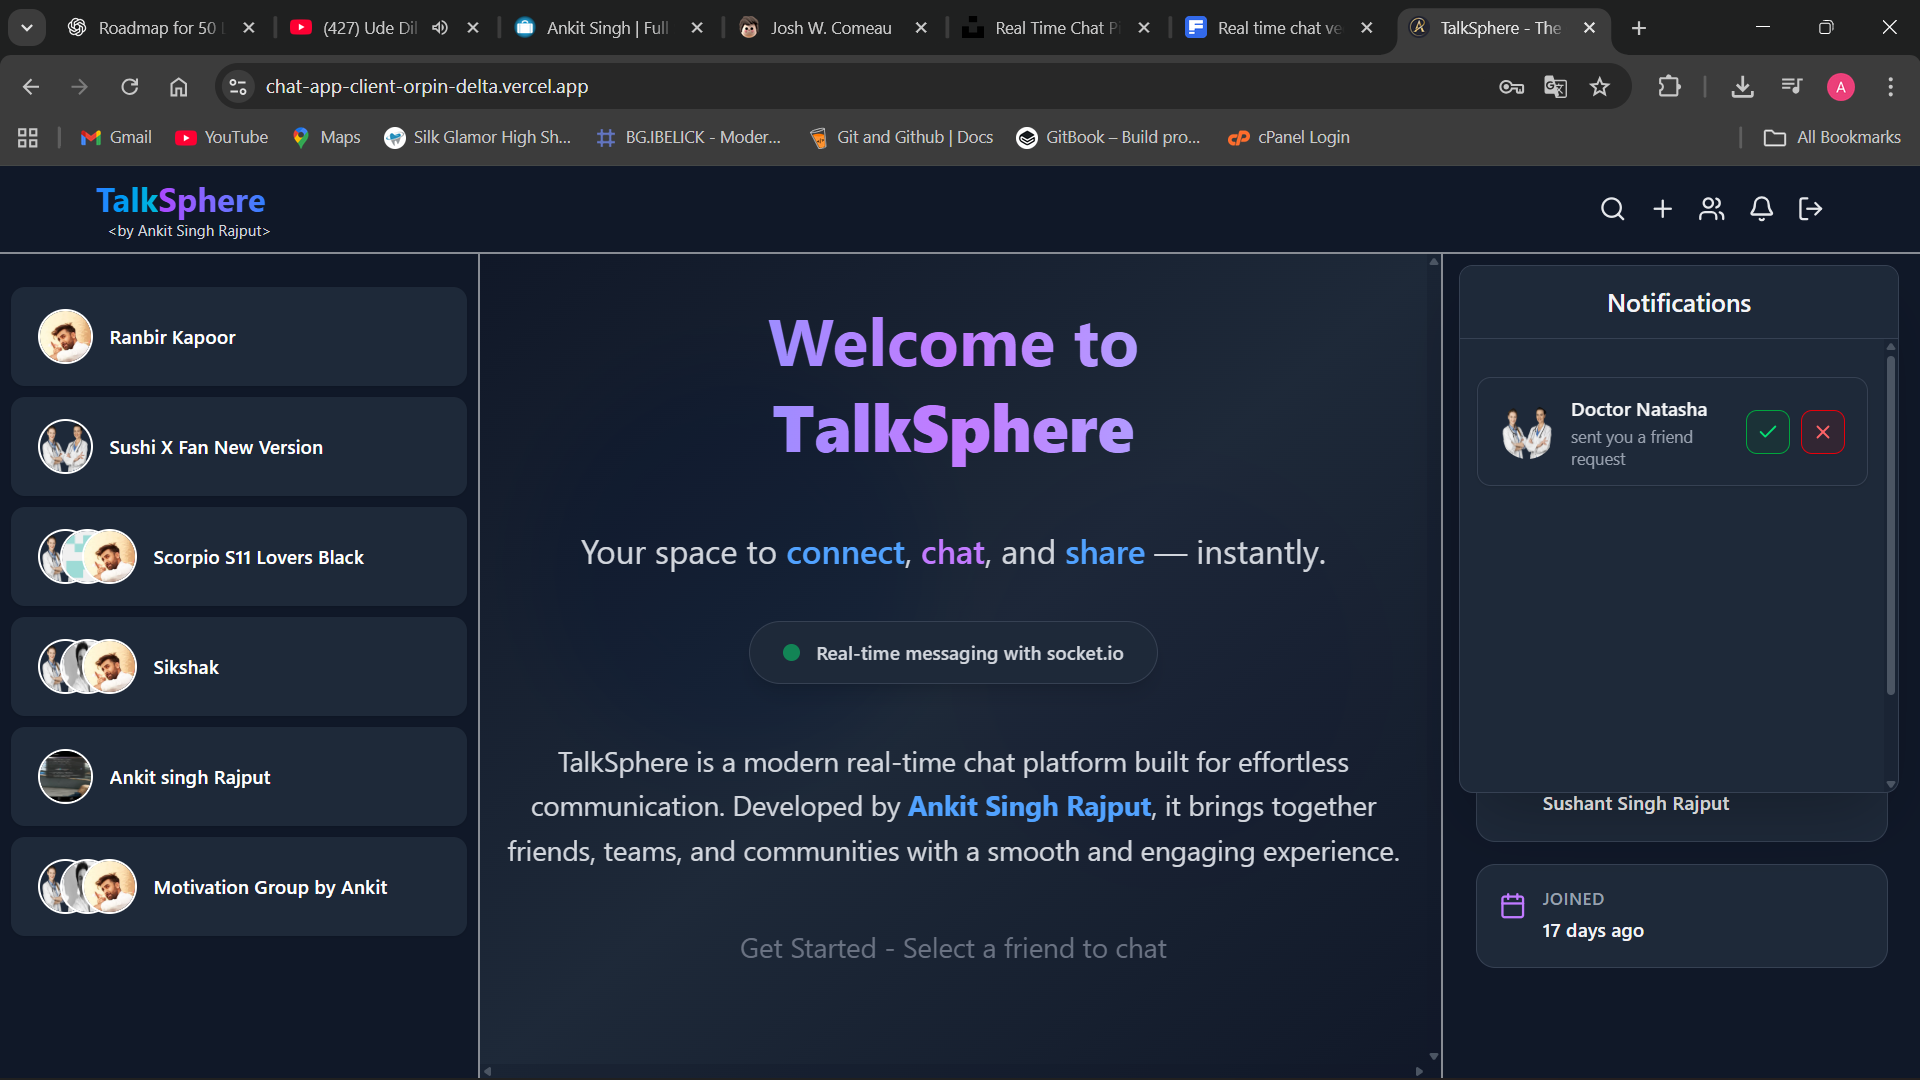 Roadmap for 50
(427) Ude Dil
Ankit Singh | Full
Josh W. Comeau
Real Time Chat P
Real time chat ve
TalkSphere - The
chat-app-client-orpin-delta.vercel.app
A
Gmail
YouTube
Maps
Silk Glamor High Sh...
BG.IBELICK - Moder...
Git and Github | Docs
GitBook – Build pro...
cPanel Login
All Bookmarks
TalkSphere
<by Ankit Singh Rajput>
Ranbir Kapoor
Sushi X Fan New Version
Scorpio S11 Lovers Black
Sikshak
Ankit singh Rajput
Motivation Group by Ankit
Welcome to
TalkSphere
Your space to connect, chat, and share — instantly.
Real-time messaging with socket.io
TalkSphere is a modern real-time chat platform built for effortless
communication. Developed by Ankit Singh Rajput, it brings together
friends, teams, and communities with a smooth and engaging experience.
Get Started - Select a friend to chat
Notifications
Doctor Natasha
sent you a friend
request
Sushant Singh Rajput
JOINED
17 days ago